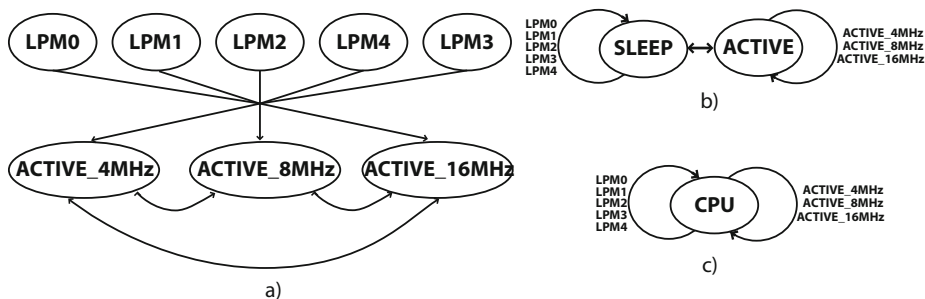 LPM0 LPM1 LPM2 LPM4 LPM3
ACTIVE_4MHz ACTIVE_8MHz ACTIVE_16MHz
a)
LPM0
LPM1
LPM2
LPM3
LPM4
SLEEP
ACTIVE
ACTIVE_4MHz
ACTIVE_8MHz
ACTIVE_16MHz
b)
LPM0
LPM1
LPM2
LPM3
LPM4
CPU
ACTIVE_4MHz
ACTIVE_8MHz
ACTIVE_16MHz
c)